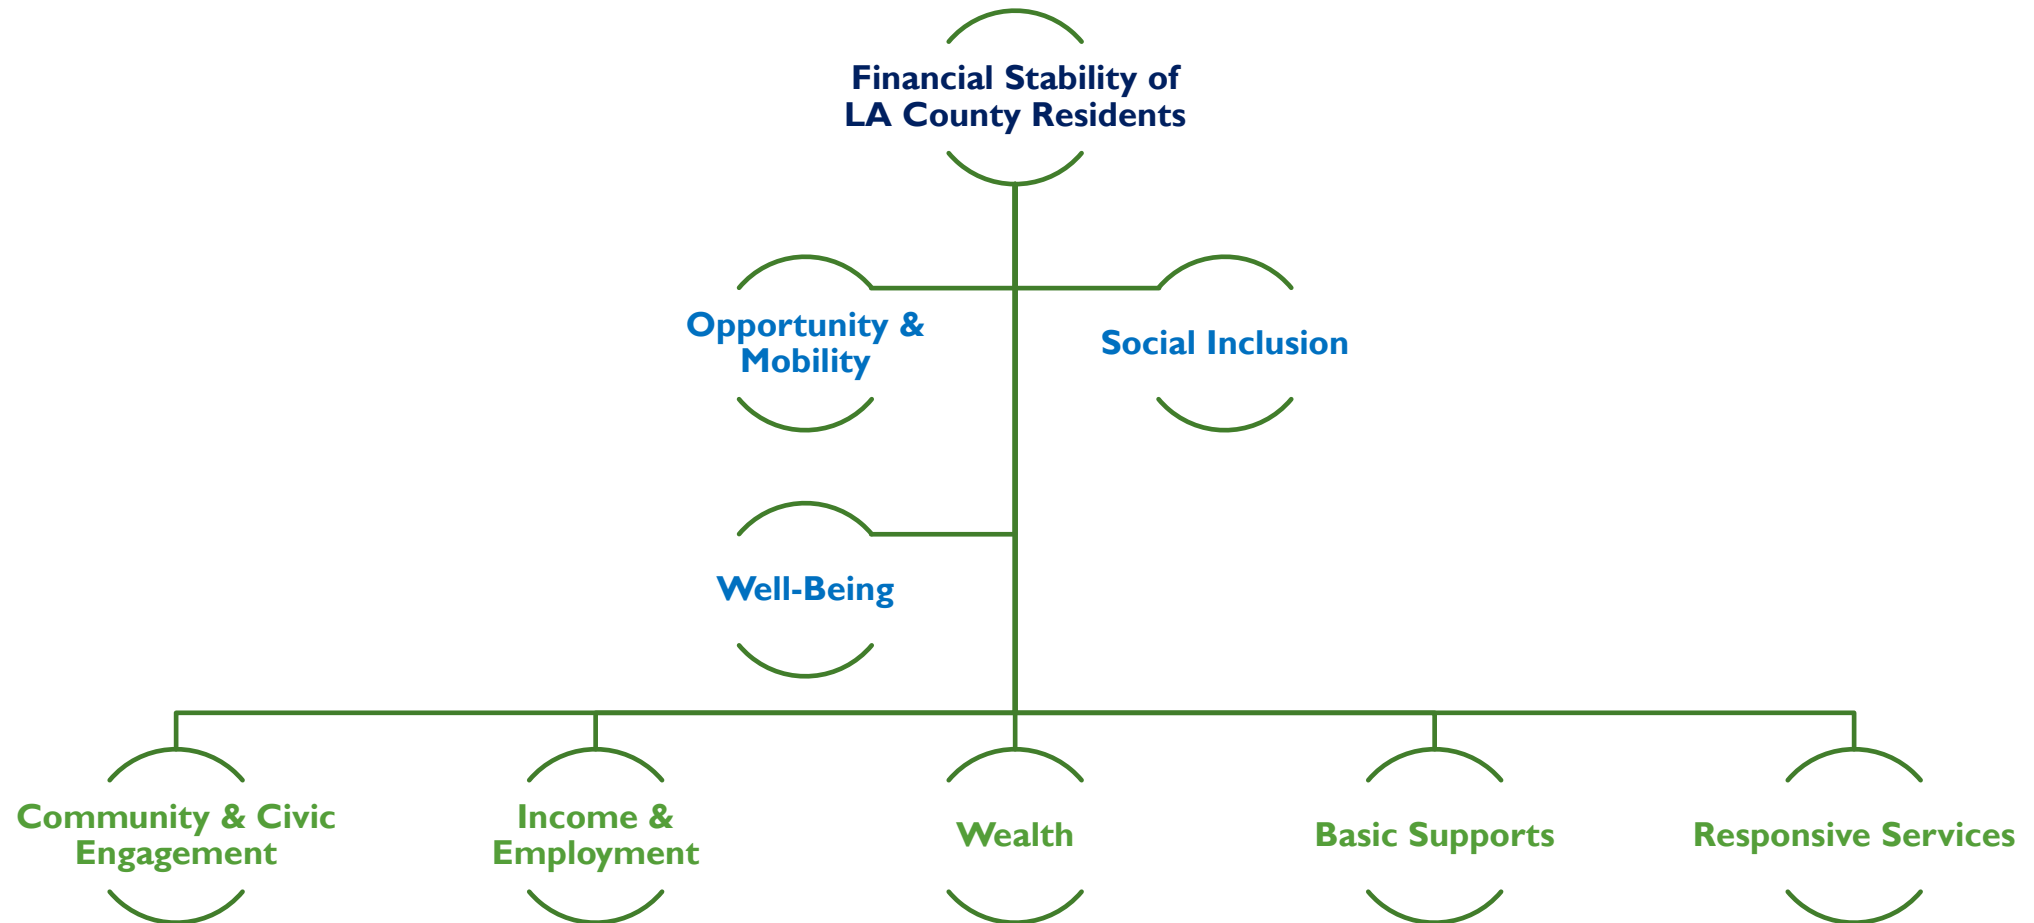 Financial Stability of
LA County Residents
Opportunity &
Mobility
Social Inclusion
Well-Being
Community & Civic
Engagement
Income &
Employment
Wealth
Basic Supports
Responsive Services